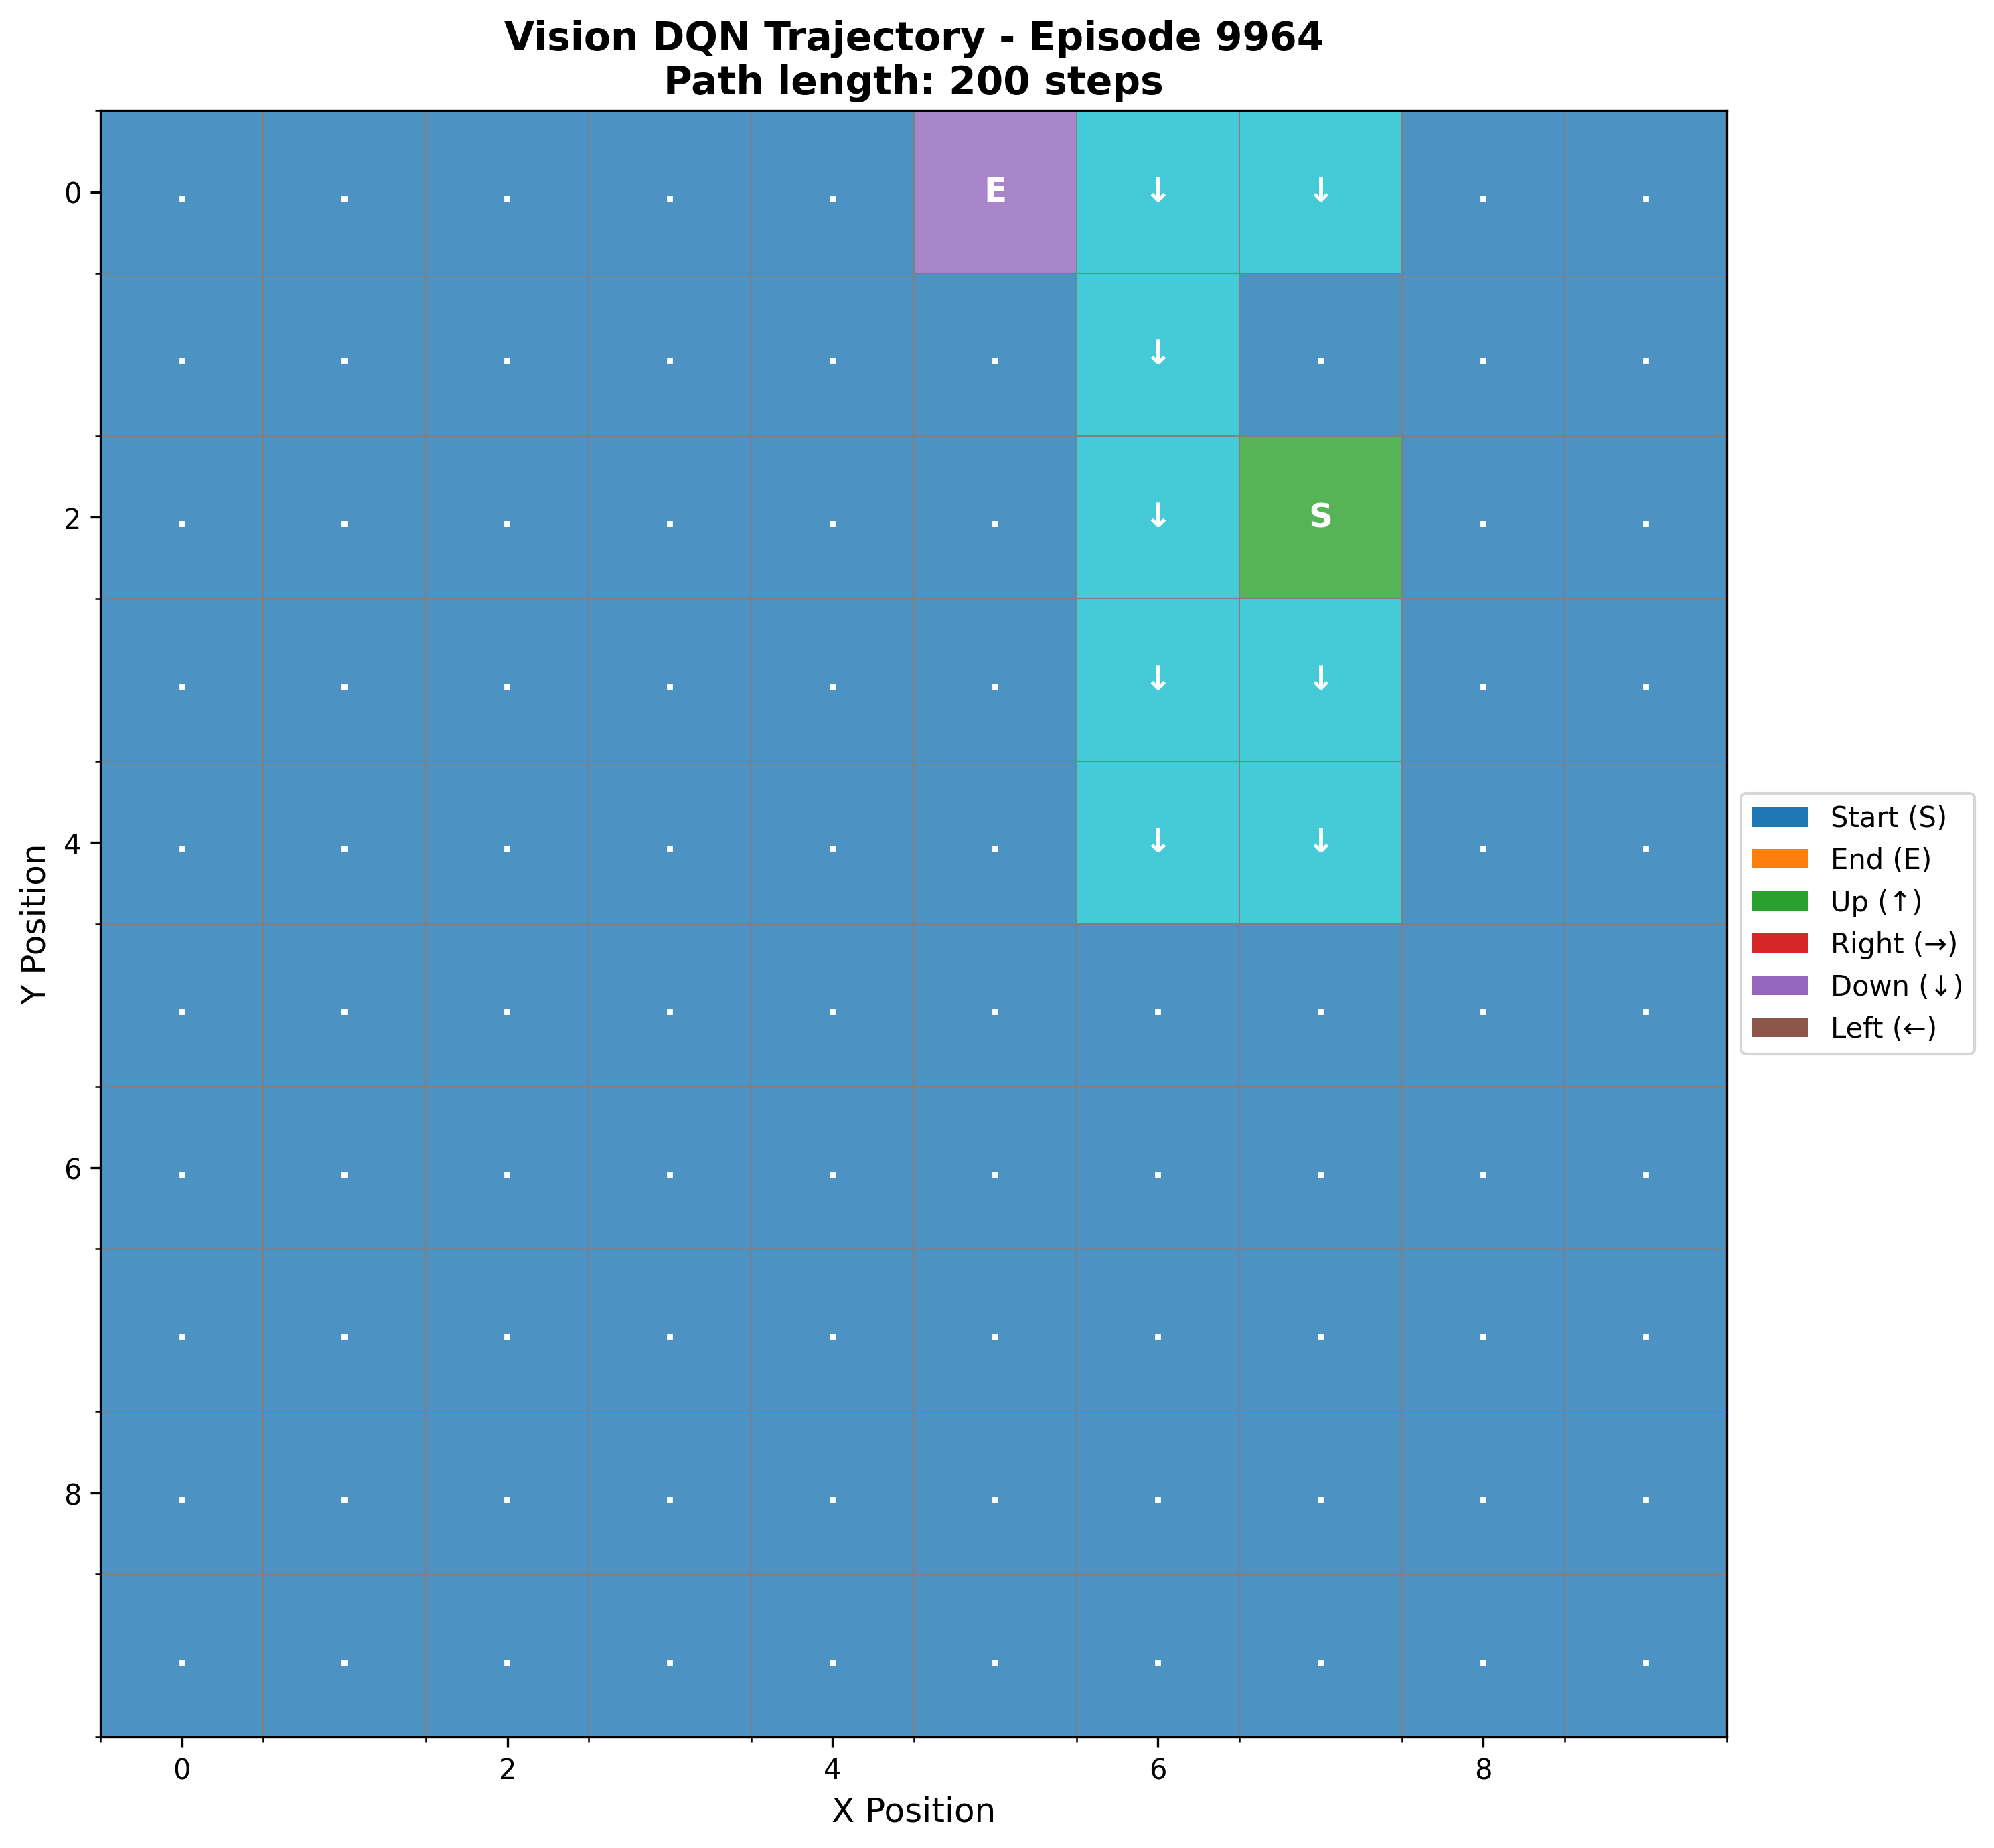 Vision DQN Trajectory - Episode 9964
Path length: 200 steps
0 . . . . . E ↓ ↓ . .
. . . . . . ↓ . . .
2 . . . . . . ↓ S . .
. . . . . . ↓ ↓ . .
4 . . . . . . ↓ ↓ . .
. . . . . . . . . .
6 . . . . . . . . . .
. . . . . . . . . .
8 . . . . . . . . . .
. . . . . . . . . .
0 2 4 6 8
X Position
Y Position
Start (S)
End (E)
Up (↑)
Right (→)
Down (↓)
Left (←)